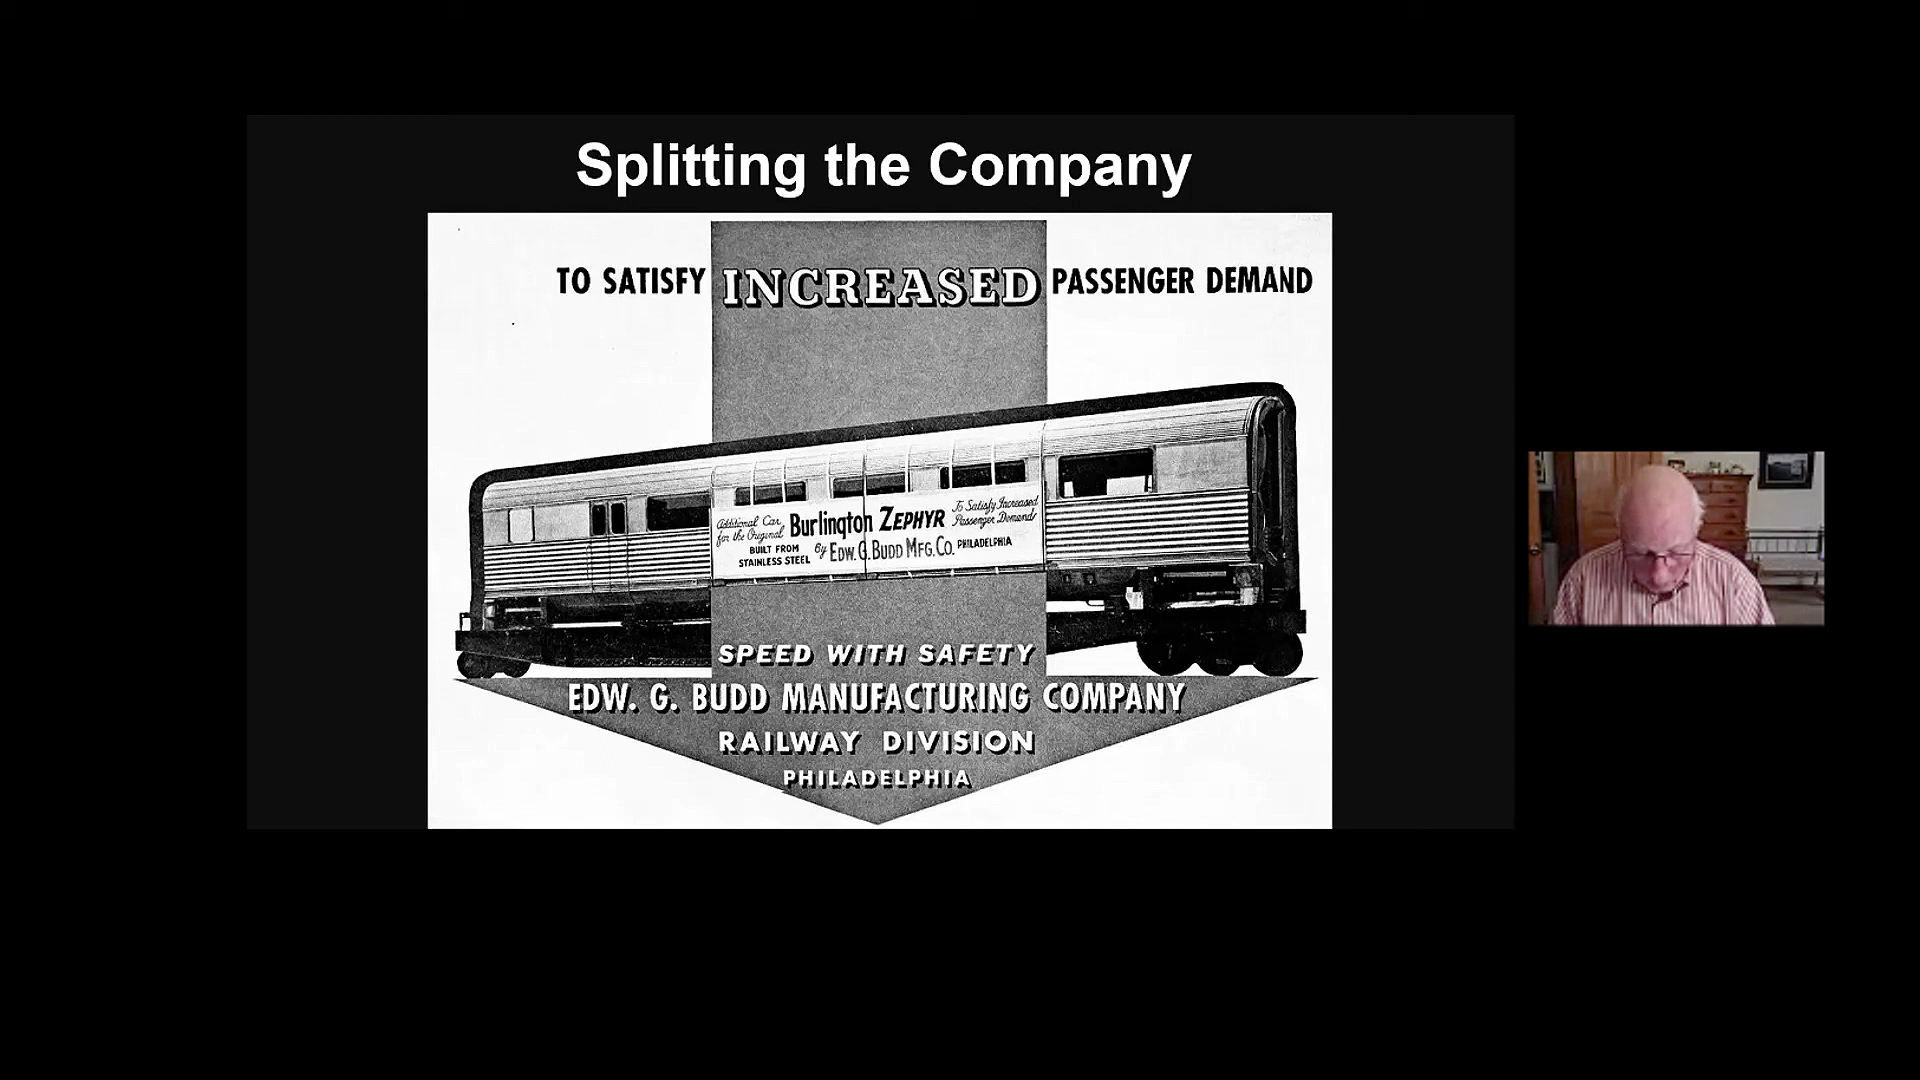 Splitting the Company
TO SATISFY INCREASED PASSENGER DEMAND
Additional Car
for the Original
BUILT FROM
STAINLESS STEEL
Burlington ZEPHYR
by EDW. G. BUDD MFG. CO. PHILADELPHIA
To Satisfy Increased
Passenger Demand
SPEED WITH SAFETY
EDW. G. BUDD MANUFACTURING COMPANY
RAILWAY DIVISION
PHILADELPHIA